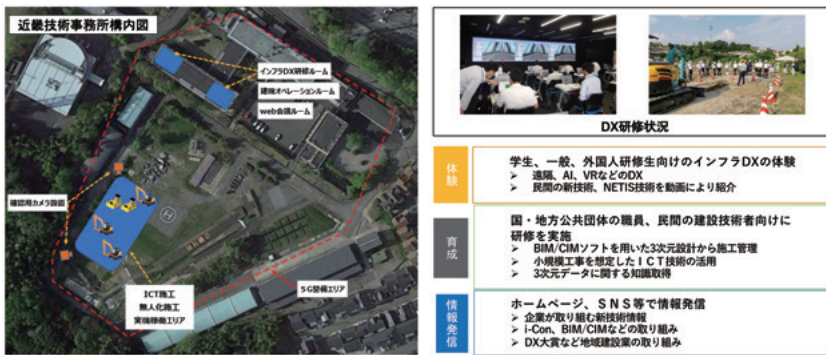 近畿技術事務所構内図
インフラDX研修ルーム
建機オペレーションルーム
web会議ルーム
確認用カメラ設置
ICT施工
無人化施工
実機稼働エリア
5G整備エリア
DX研修状況
体験
学生、一般、外国人研修生向けのインフラDXの体験
➢ 遠隔、AI、VRなどのDX
➢ 民間の新技術、NETIS技術を動画により紹介
育成
国・地方公共団体の職員、民間の建設技術者向けに
研修を実施
➢ BIM/CIMソフトを用いた3次元設計から施工管理
➢ 小規模工事を想定したICT技術の活用
➢ 3次元データに関する知識取得
情報発信
ホームページ、SNS等で情報発信
➢ 企業が取り組む新技術情報
➢ i-Con、BIM/CIMなどの取り組み
➢ DX大賞など地域建設業の取り組み